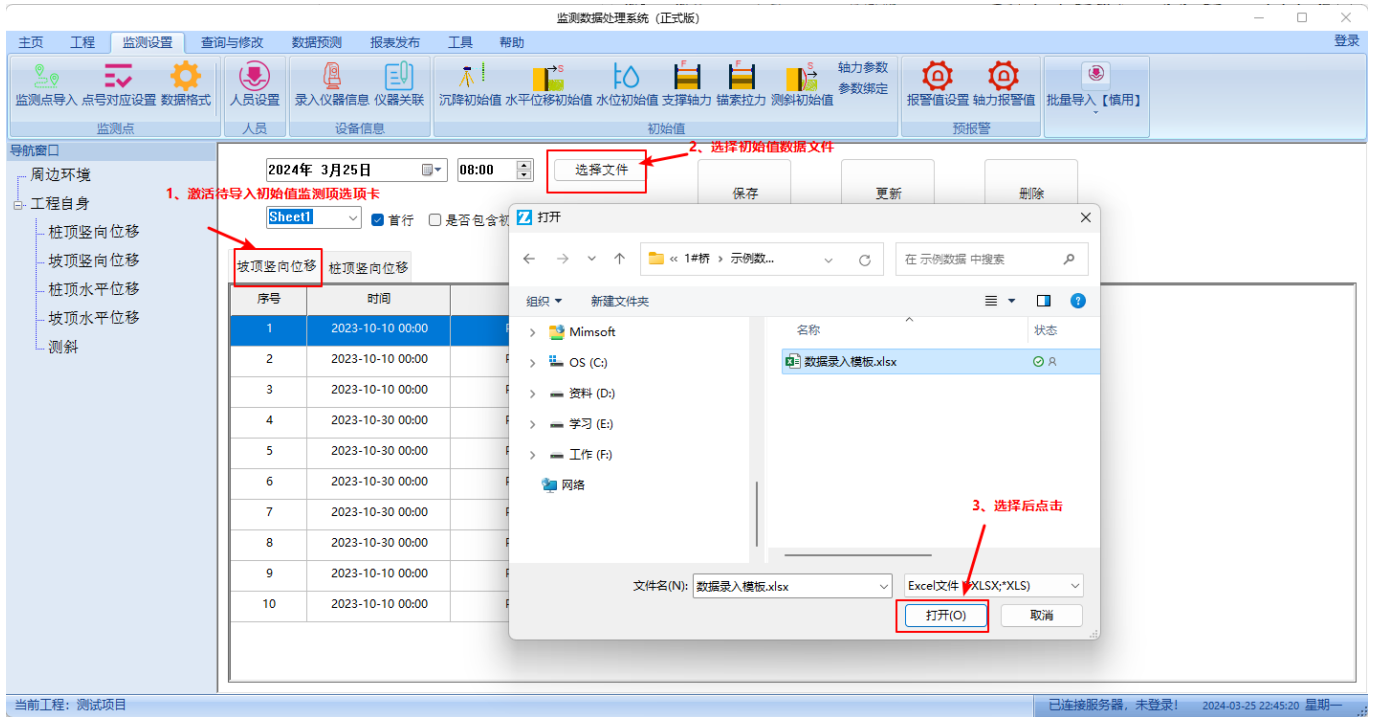 监测数据处理系统（正式版）
主页 工程 监测设置 查询与修改 数据预测 报表发布 工具 帮助 登录
监测点导入 点号对应设置 数据格式 人员设置 录入仪器信息 仪器关联 沉降初始值 水平位移初始值 水位初始值 支撑轴力 锚索拉力 测斜初始值 轴力参数 报警值设置 轴力报警值 批量导入【慎用】
参数绑定
监测点 人员 设备信息 初始值 预报警
导航窗口
周边环境
工程自身
桩顶竖向位移
坡顶竖向位移
桩顶水平位移
坡顶水平位移
测斜
2、选择初始值数据文件
2024年 3月25日 08:00 选择文件 保存 更新 删除
1、激活待导入初始值监测项选项卡
Sheet1 首行 是否包含初
坡顶竖向位移 桩顶竖向位移
序号 时间
1 2023-10-10 00:00
2 2023-10-10 00:00
3 2023-10-10 00:00
4 2023-10-30 00:00
5 2023-10-30 00:00
6 2023-10-30 00:00
7 2023-10-30 00:00
8 2023-10-30 00:00
9 2023-10-10 00:00
10 2023-10-10 00:00
打开
« 1#桥 › 示例数... 在 示例数据 中搜索
组织 新建文件夹
Mimsoft
OS (C:)
资料 (D:)
学习 (E:)
工作 (F:)
网络
名称 状态
数据录入模板.xlsx
3、选择后点击
文件名(N): 数据录入模板.xlsx Excel文件 XLSX;*XLS)
打开(O) 取消
当前工程：测试项目 已连接服务器，未登录! 2024-03-25 22:45:20 星期一